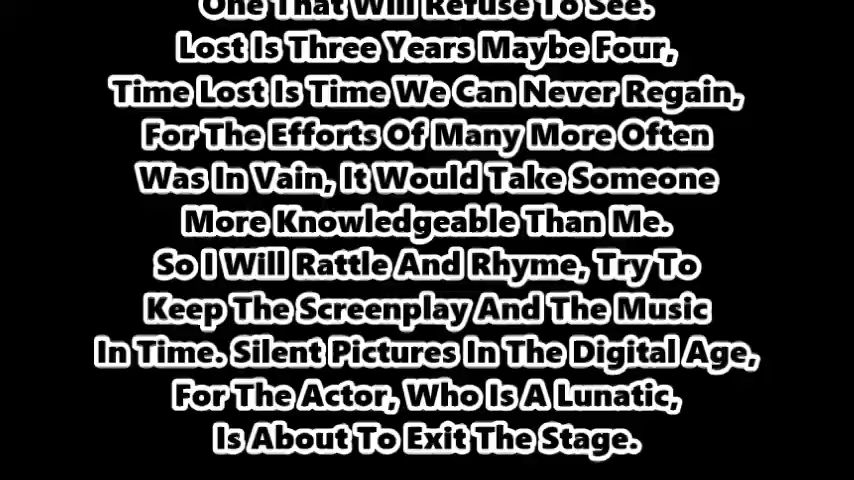 One That Will Refuse To See.
Lost Is Three Years Maybe Four,
Time Lost Is Time We Can Never Regain,
For The Efforts Of Many More Often
Was In Vain, It Would Take Someone
More Knowledgeable Than Me.
So I Will Rattle And Rhyme, Try To
Keep The Screenplay And The Music
In Time. Silent Pictures In The Digital Age,
For The Actor, Who Is A Lunatic,
Is About To Exit The Stage.